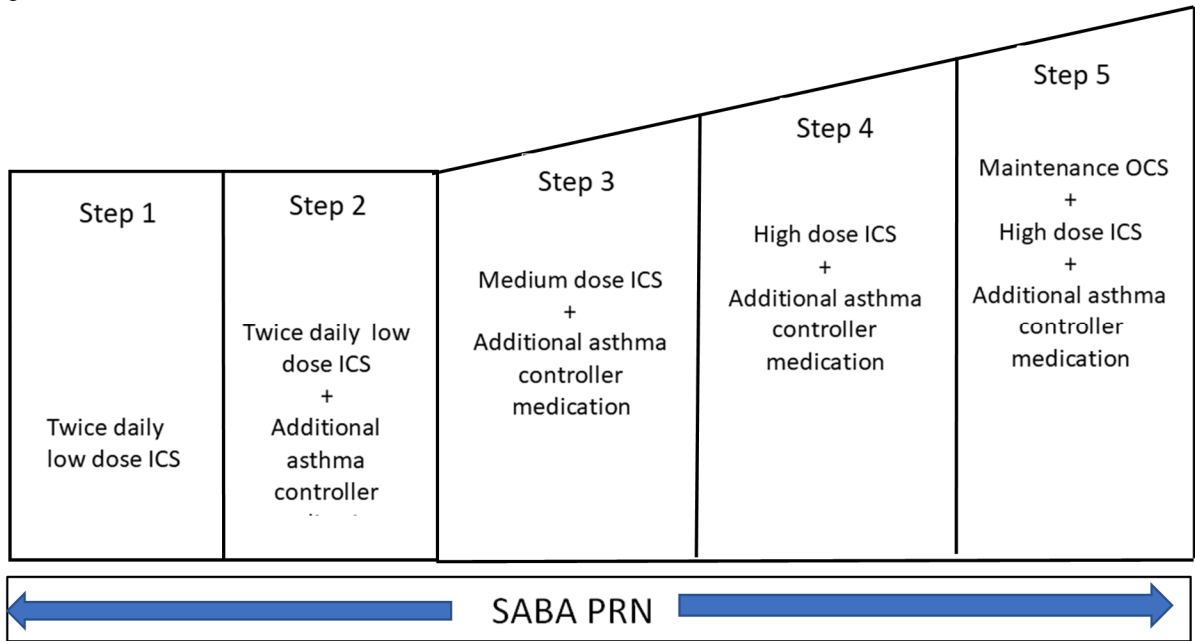 Step 1
Twice daily
low dose ICS
Step 2
Twice daily low
dose ICS
+
Additional
asthma
controller
Step 3
Medium dose ICS
+
Additional asthma
controller
medication
Step 4
High dose ICS
+
Additional asthma
controller
medication
Step 5
Maintenance OCS
+
High dose ICS
+
Additional asthma
controller
medication
SABA PRN